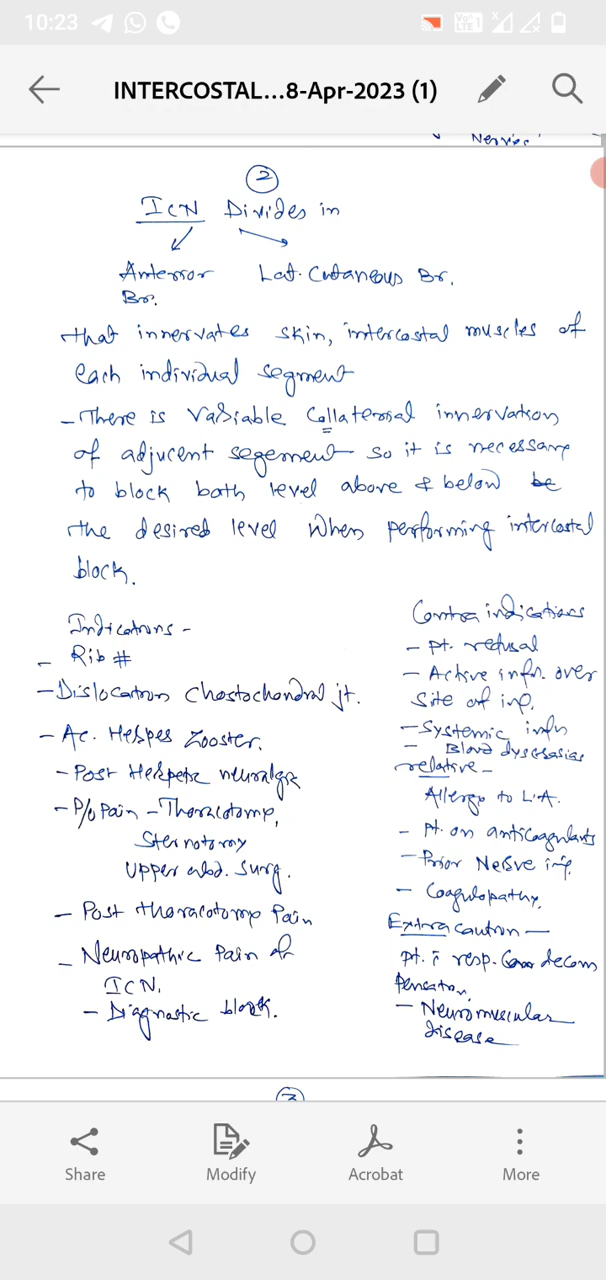 10:23
INTERCOSTAL...8-Apr-2023 (1)
Nerves
2
ICN Divides in
Anterior Br.
Lat. Cutaneous Br.
that innervates skin, intercostal muscles of
each individual segment
- There is variable Collateral innervation
of adjucent segement so it is necessary
to block both level above & below be
the desired level when performing intercostal
block.
Indications -
- Rib #
- Dislocation Chostochondral jt.
- Ac. Herpes Zooster.
- Post Herpetic neuralgia
- P/o Pain - Thoracotomy,
Sternotomy
Upper abd. Surg.
- Post thoracotomy Pain
- Neuropathic Pain of
ICN.
- Diagnostic block.
Contra indications
- Pt. refusal
- Active infn. over
Site of inj.
- Systemic infn
- Blood dyscrasias
relative -
Allergy to L.A.
- Pt. on anticoagulants
- Prior Nerve inj.
- Coagulopathy.
Extra caution -
Pt. c̄ resp. decom
pensation.
- Neuromuscular
disease
3
Share
Modify
Acrobat
More